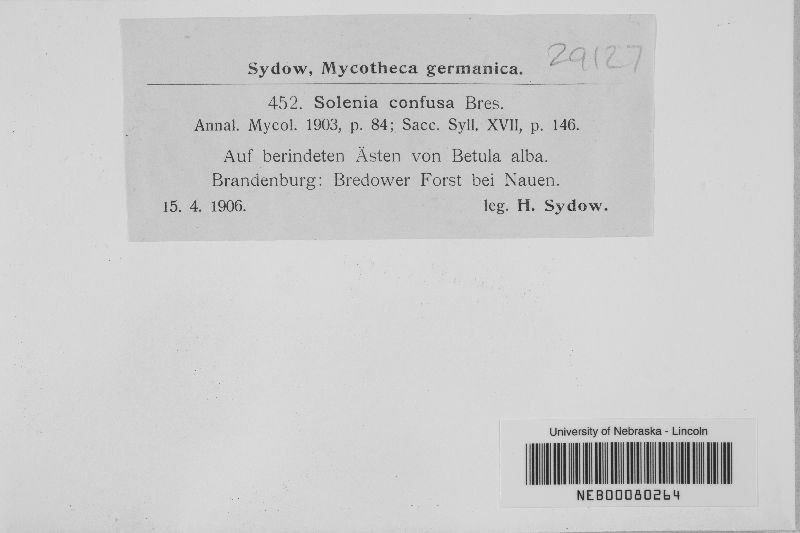 Sydow, Mycotheca germanica. 29127
452. Solenia confusa Bres.
Annal. Mycol. 1903, p. 84; Sacc. Syll. XVII, p. 146.
Auf berindeten Ästen von Betula alba.
Brandenburg: Bredower Forst bei Nauen.
15. 4. 1906. leg. H. Sydow.
University of Nebraska - Lincoln
NEB00080264